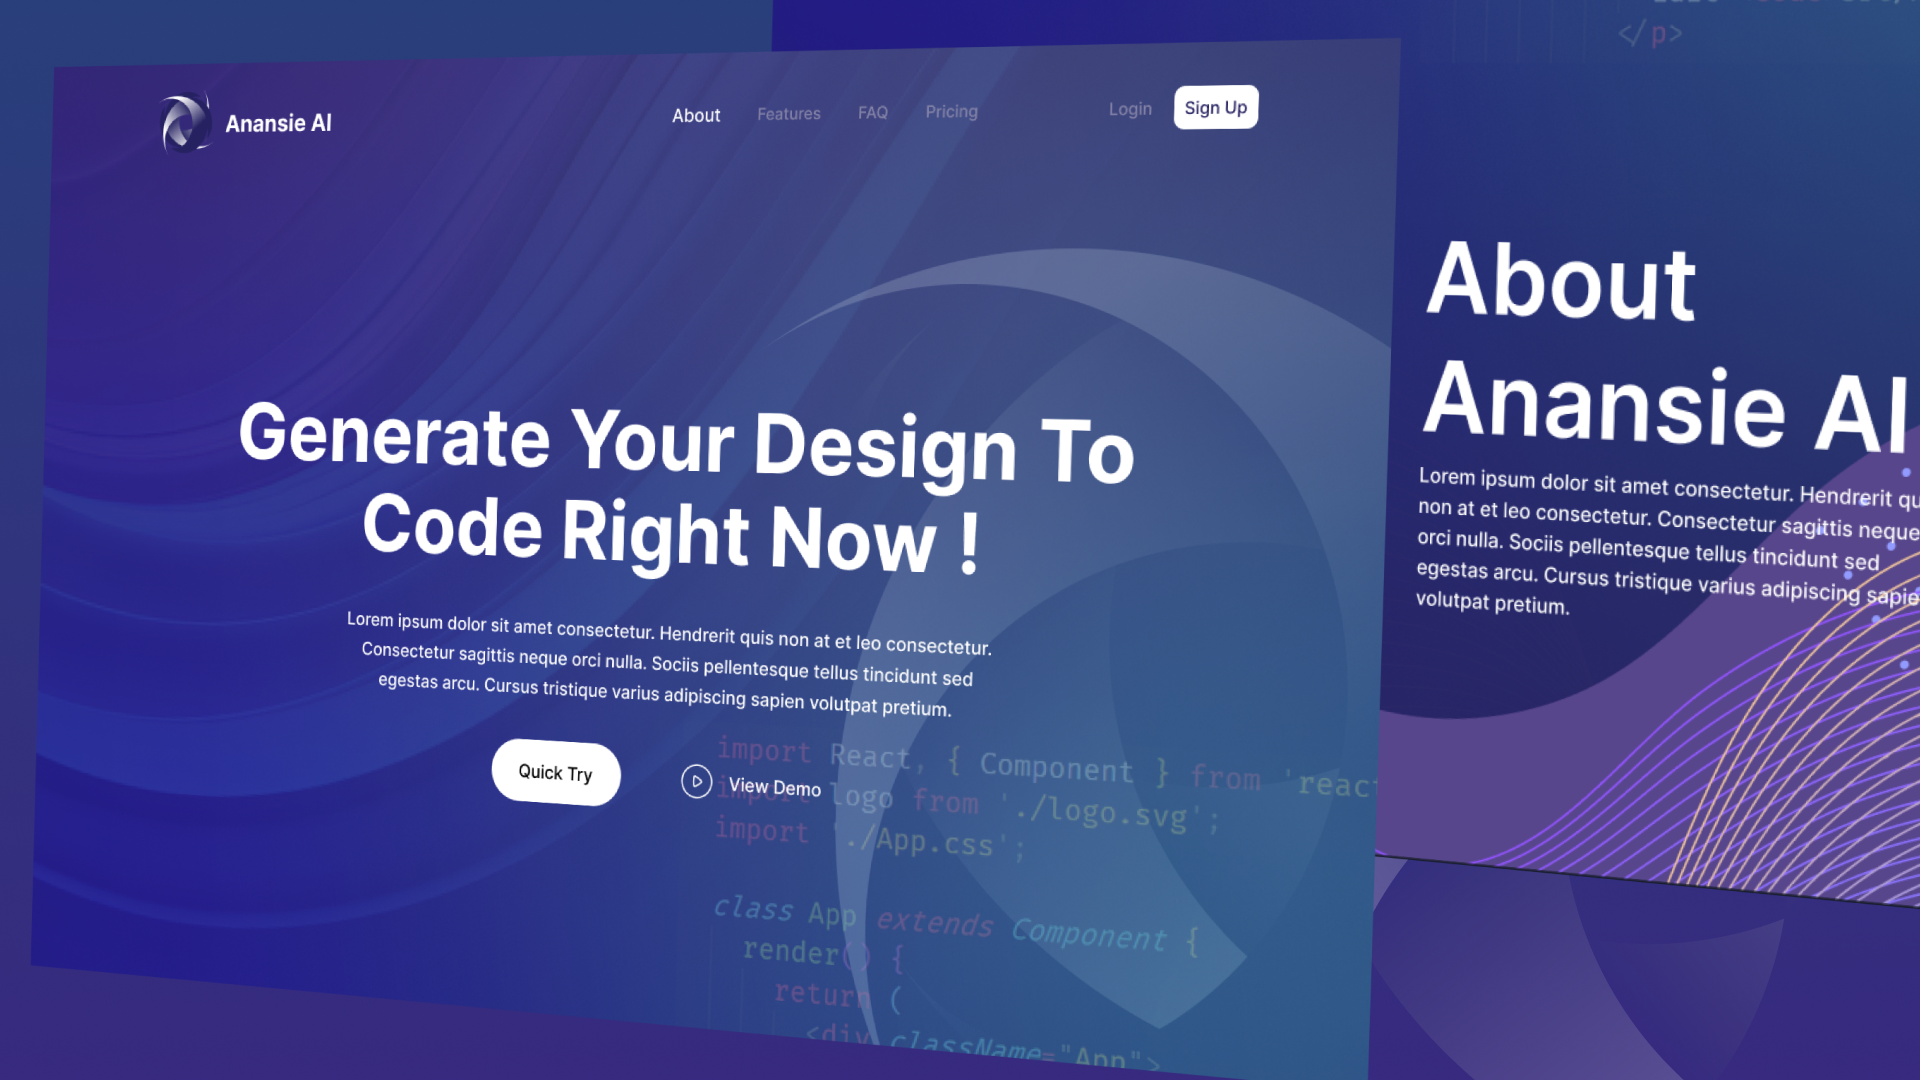 Anansie AI
About
Features
FAQ
Pricing
Login
Sign Up
Generate Your Design To
Code Right Now !
Lorem ipsum dolor sit amet consectetur. Hendrerit quis non at et leo consectetur.
Consectetur sagittis neque orci nulla. Sociis pellentesque tellus tincidunt sed
egestas arcu. Cursus tristique varius adipiscing sapien volutpat pretium.
Quick Try
View Demo
import React, { Component } from 'react
import logo from './logo.svg';
import './App.css';
class App extends Component {
render() {
return (
<div className="App">
</p>
About
Anansie AI
Lorem ipsum dolor sit amet consectetur. Hendrerit qu
non at et leo consectetur. Consectetur sagittis neque
orci nulla. Sociis pellentesque tellus tincidunt sed
egestas arcu. Cursus tristique varius adipiscing sapie
volutpat pretium.